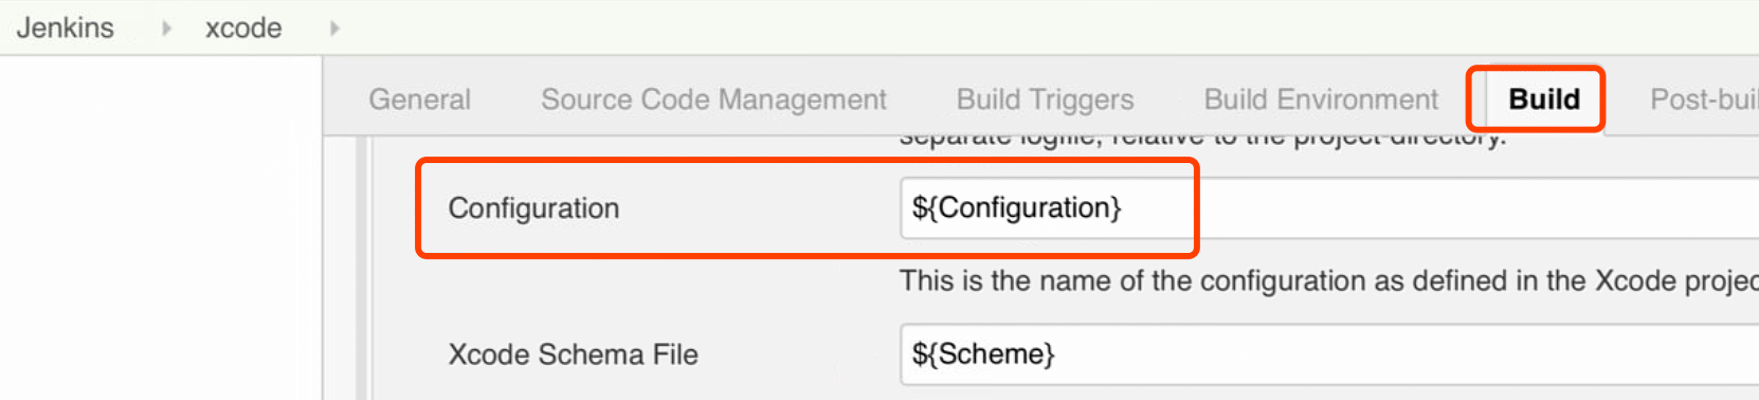 Jenkins xcode
General Source Code Management Build Triggers Build Environment Build Post-buil
separate logfile, relative to the project-directory.
Configuration ${Configuration}
This is the name of the configuration as defined in the Xcode projec
Xcode Schema File ${Scheme}